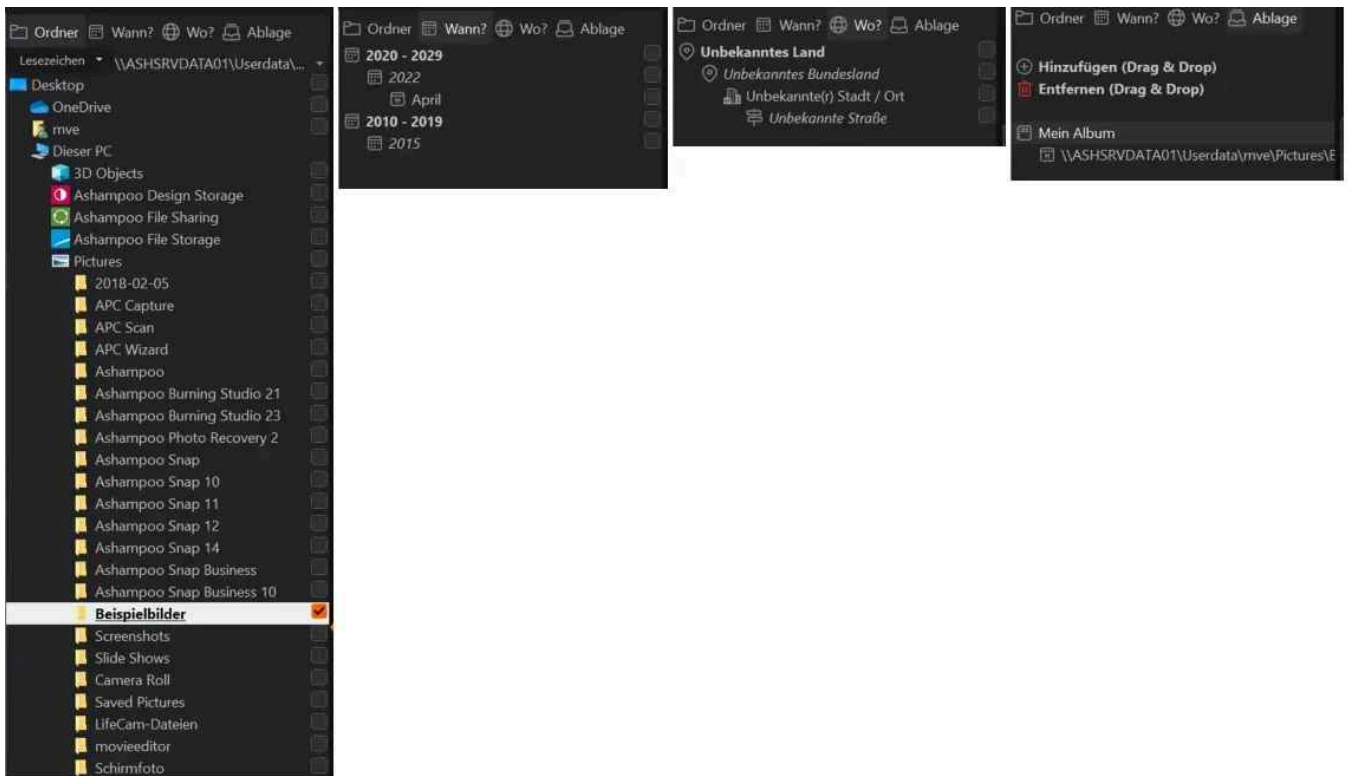 Ordner Wann? Wo? Ablage
Lesezeichen \\ASHSRVDATA01\Userdata\...
Desktop
OneDrive
mve
Dieser PC
3D Objects
Ashampoo Design Storage
Ashampoo File Sharing
Ashampoo File Storage
Pictures
2018-02-05
APC Capture
APC Scan
APC Wizard
Ashampoo
Ashampoo Burning Studio 21
Ashampoo Burning Studio 23
Ashampoo Photo Recovery 2
Ashampoo Snap
Ashampoo Snap 10
Ashampoo Snap 11
Ashampoo Snap 12
Ashampoo Snap 14
Ashampoo Snap Business
Ashampoo Snap Business 10
Beispielbilder
Screenshots
Slide Shows
Camera Roll
Saved Pictures
LifeCam-Dateien
movieeditor
Schirmfoto
Ordner Wann? Wo? Ablage
2020 - 2029
2022
April
2010 - 2019
2015
Ordner Wann? Wo? Ablage
Unbekanntes Land
Unbekanntes Bundesland
Unbekannte(r) Stadt / Ort
Unbekannte Straße
Ordner Wann? Wo? Ablage
Hinzufügen (Drag & Drop)
Entfernen (Drag & Drop)
Mein Album
\\ASHSRVDATA01\Userdata\mve\Pictures\E